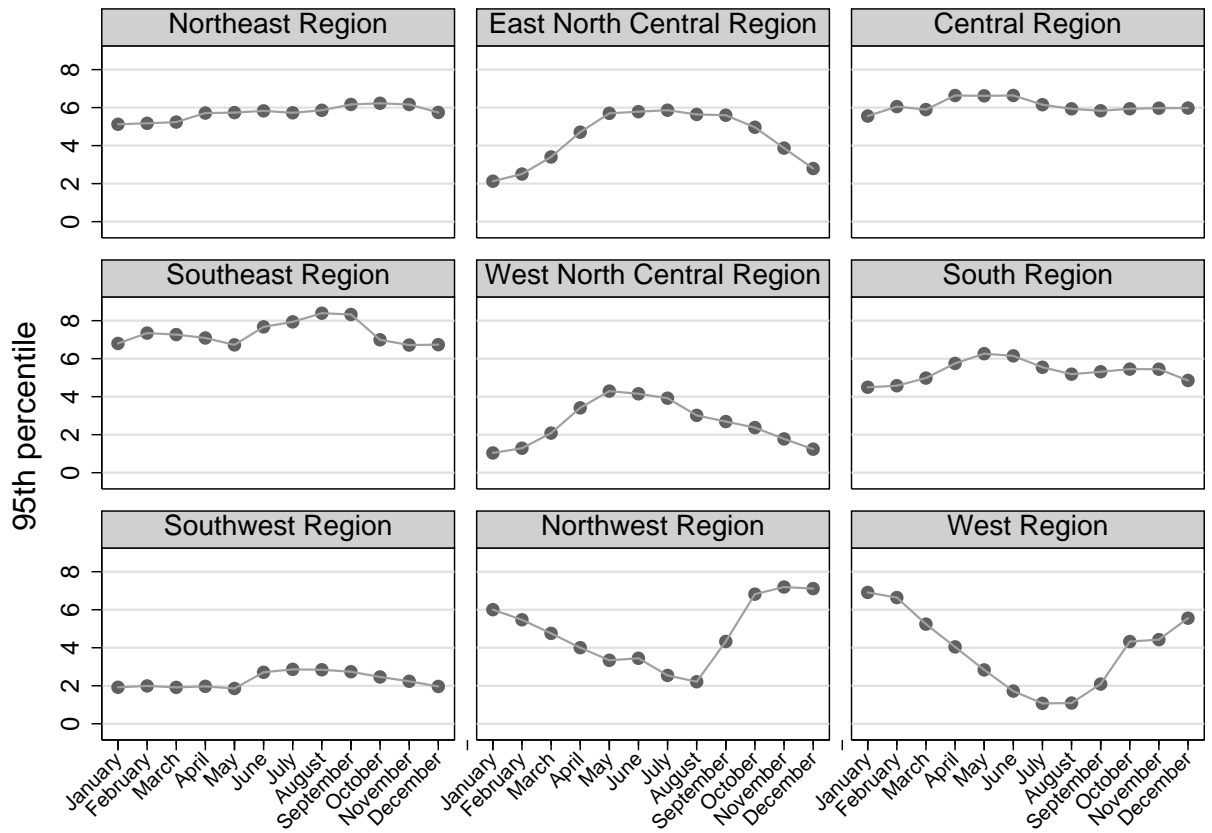 Northeast Region
East North Central Region
Central Region
8
6
4
2
0
Southeast Region
West North Central Region
South Region
8
6
4
2
0
95th percentile
Southwest Region
Northwest Region
West Region
8
6
4
2
0
January
February
March
April
May
June
July
August
September
October
November
December
January
February
March
April
May
June
July
August
September
October
November
December
January
February
March
April
May
June
July
August
September
October
November
December